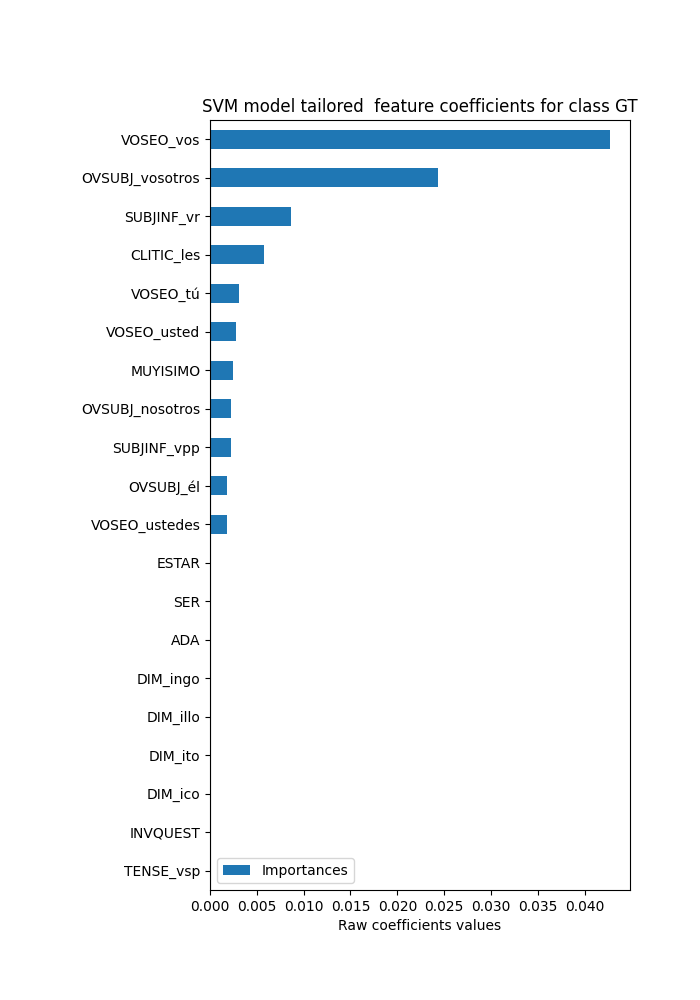 SVM model tailored  feature coefficients for class GT
VOSEO_vos
OVSUBJ_vosotros
SUBJINF_vr
CLITIC_les
VOSEO_tú
VOSEO_usted
MUYISIMO
OVSUBJ_nosotros
SUBJINF_vpp
OVSUBJ_él
VOSEO_ustedes
ESTAR
SER
ADA
DIM_ingo
DIM_illo
DIM_ito
DIM_ico
INVQUEST
TENSE_vsp
Importances
0.000 0.005 0.010 0.015 0.020 0.025 0.030 0.035 0.040
Raw coefficients values